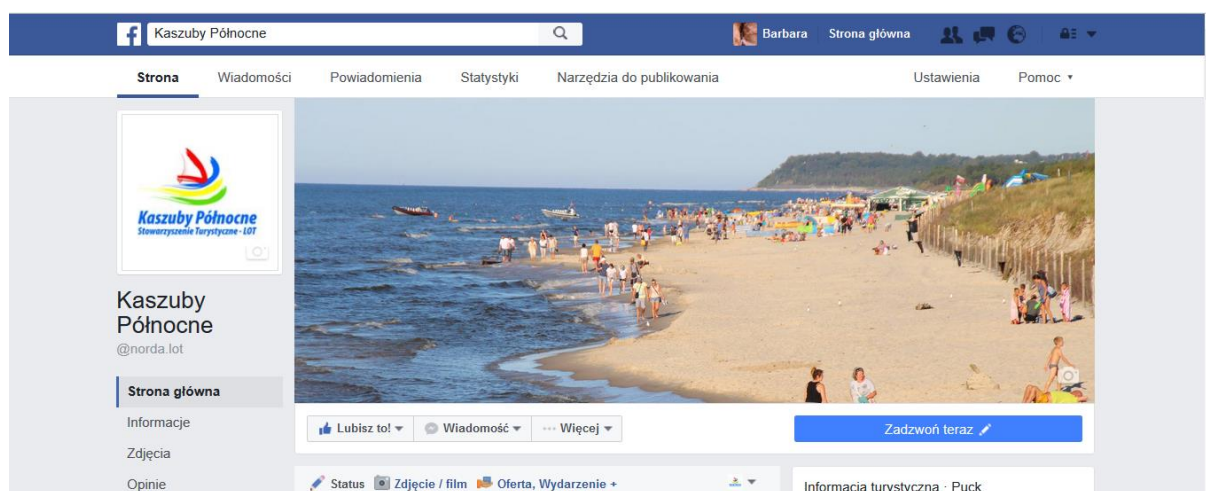 Kaszuby Północne
Barbara Strona główna
Strona Wiadomości Powiadomienia Statystyki Narzędzia do publikowania Ustawienia Pomoc
Kaszuby Północne
Stowarzyszenie Turystyczne - LOT
Kaszuby
Północne
@norda.lot
Strona główna
Informacje
Zdjęcia
Opinie
Lubisz to! Wiadomość ··· Więcej
Zadzwoń teraz
Status Zdjęcie / film Oferta, Wydarzenie +
Informacja turystyczna · Puck